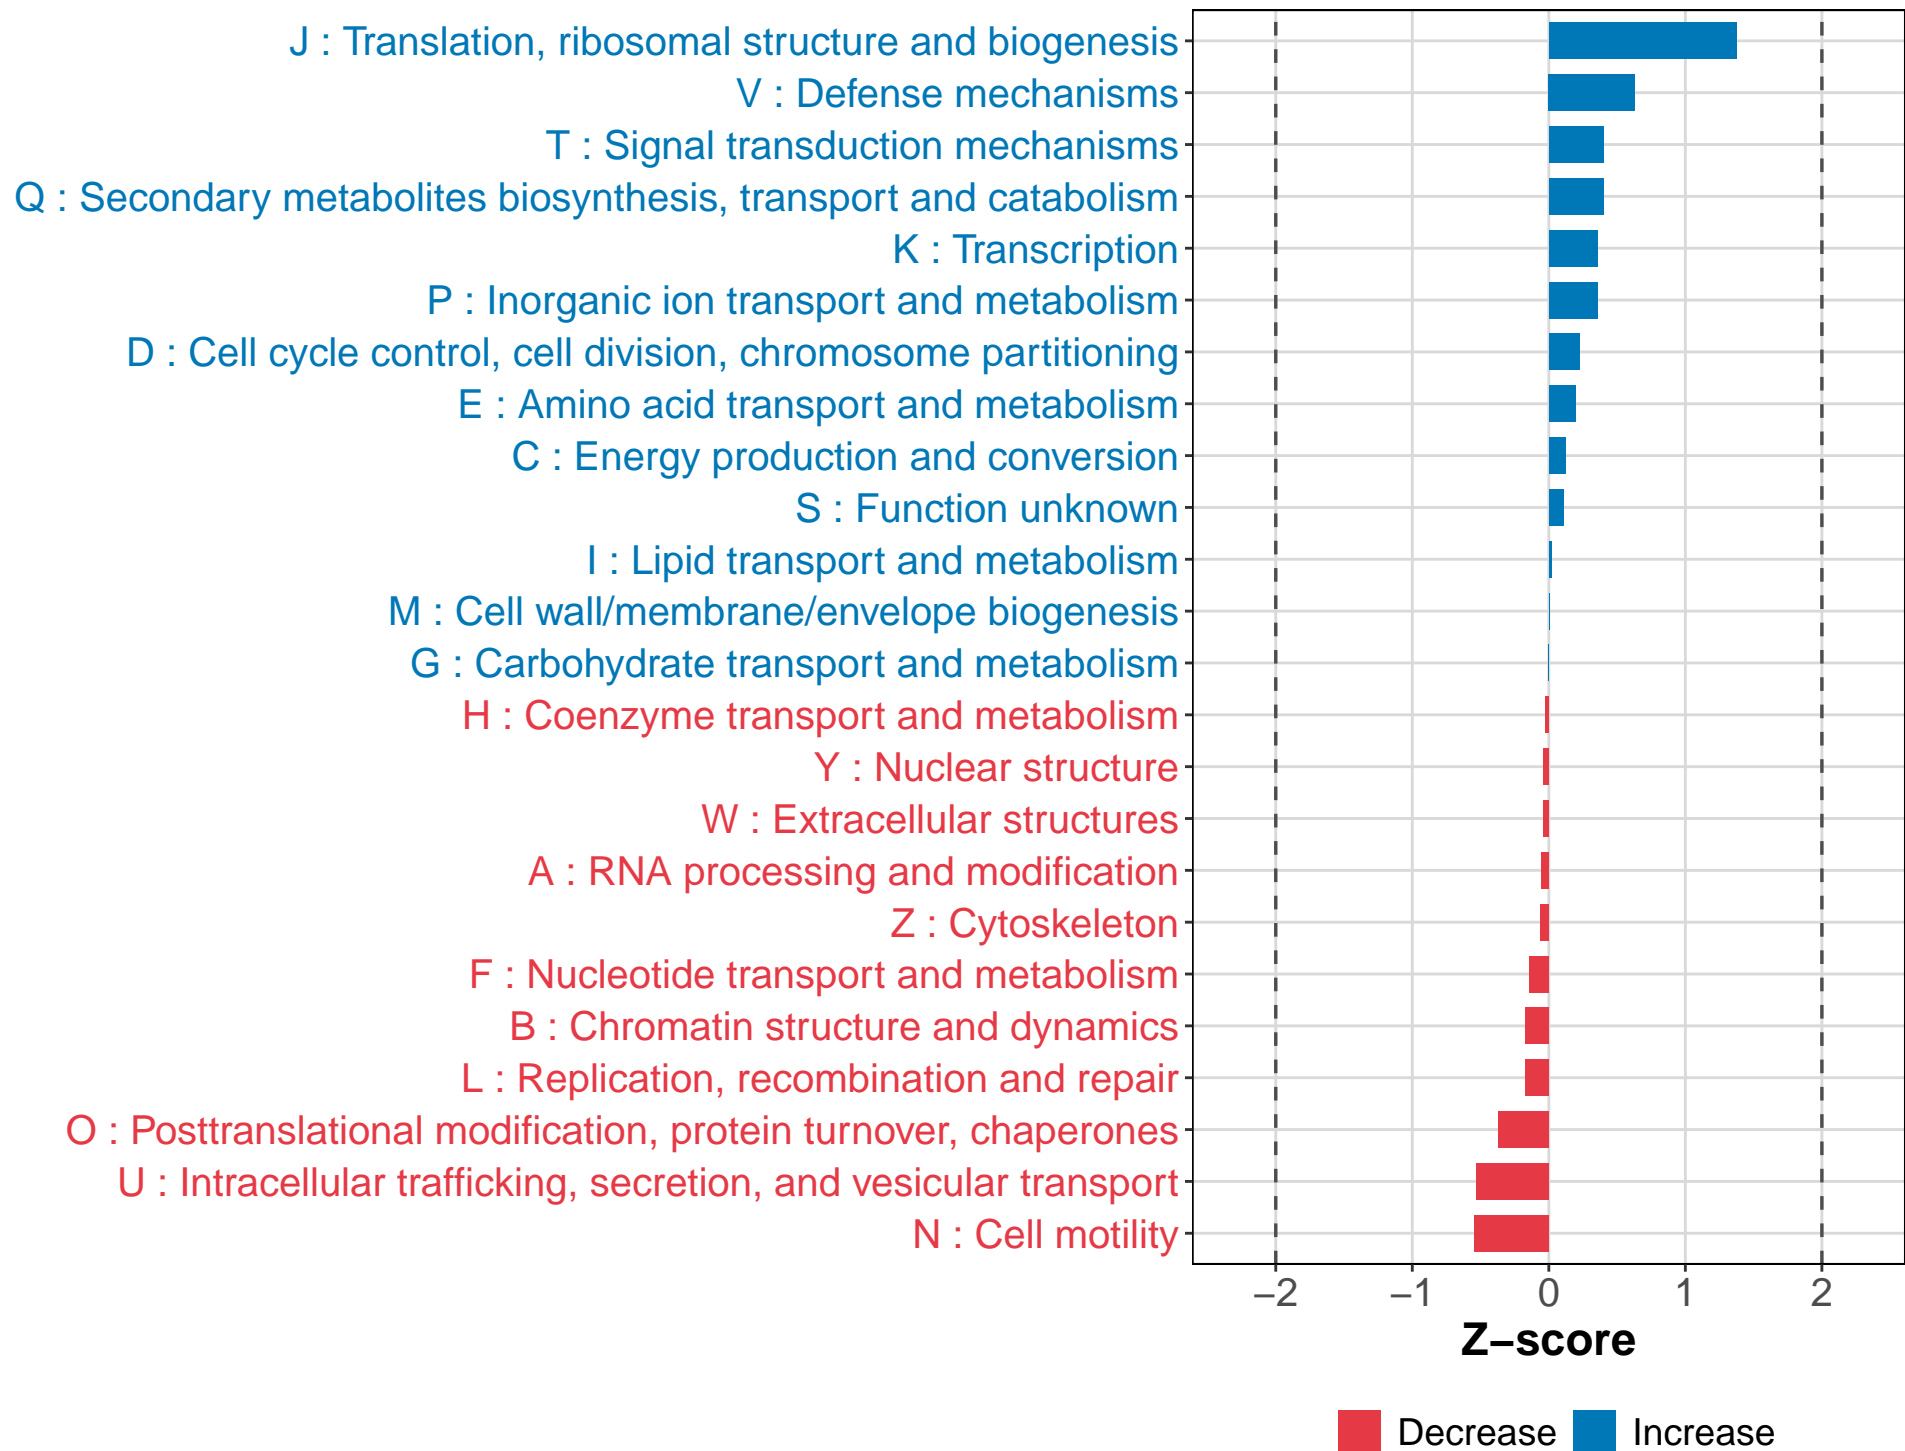 J : Translation, ribosomal structure and biogenesis
V : Defense mechanisms
T : Signal transduction mechanisms
Q : Secondary metabolites biosynthesis, transport and catabolism
K : Transcription
P : Inorganic ion transport and metabolism
D : Cell cycle control, cell division, chromosome partitioning
E : Amino acid transport and metabolism
C : Energy production and conversion
S : Function unknown
I : Lipid transport and metabolism
M : Cell wall/membrane/envelope biogenesis
G : Carbohydrate transport and metabolism
H : Coenzyme transport and metabolism
Y : Nuclear structure
W : Extracellular structures
A : RNA processing and modification
Z : Cytoskeleton
F : Nucleotide transport and metabolism
B : Chromatin structure and dynamics
L : Replication, recombination and repair
O : Posttranslational modification, protein turnover, chaperones
U : Intracellular trafficking, secretion, and vesicular transport
N : Cell motility
−2 −1 0 1 2
Z−score
Decrease Increase